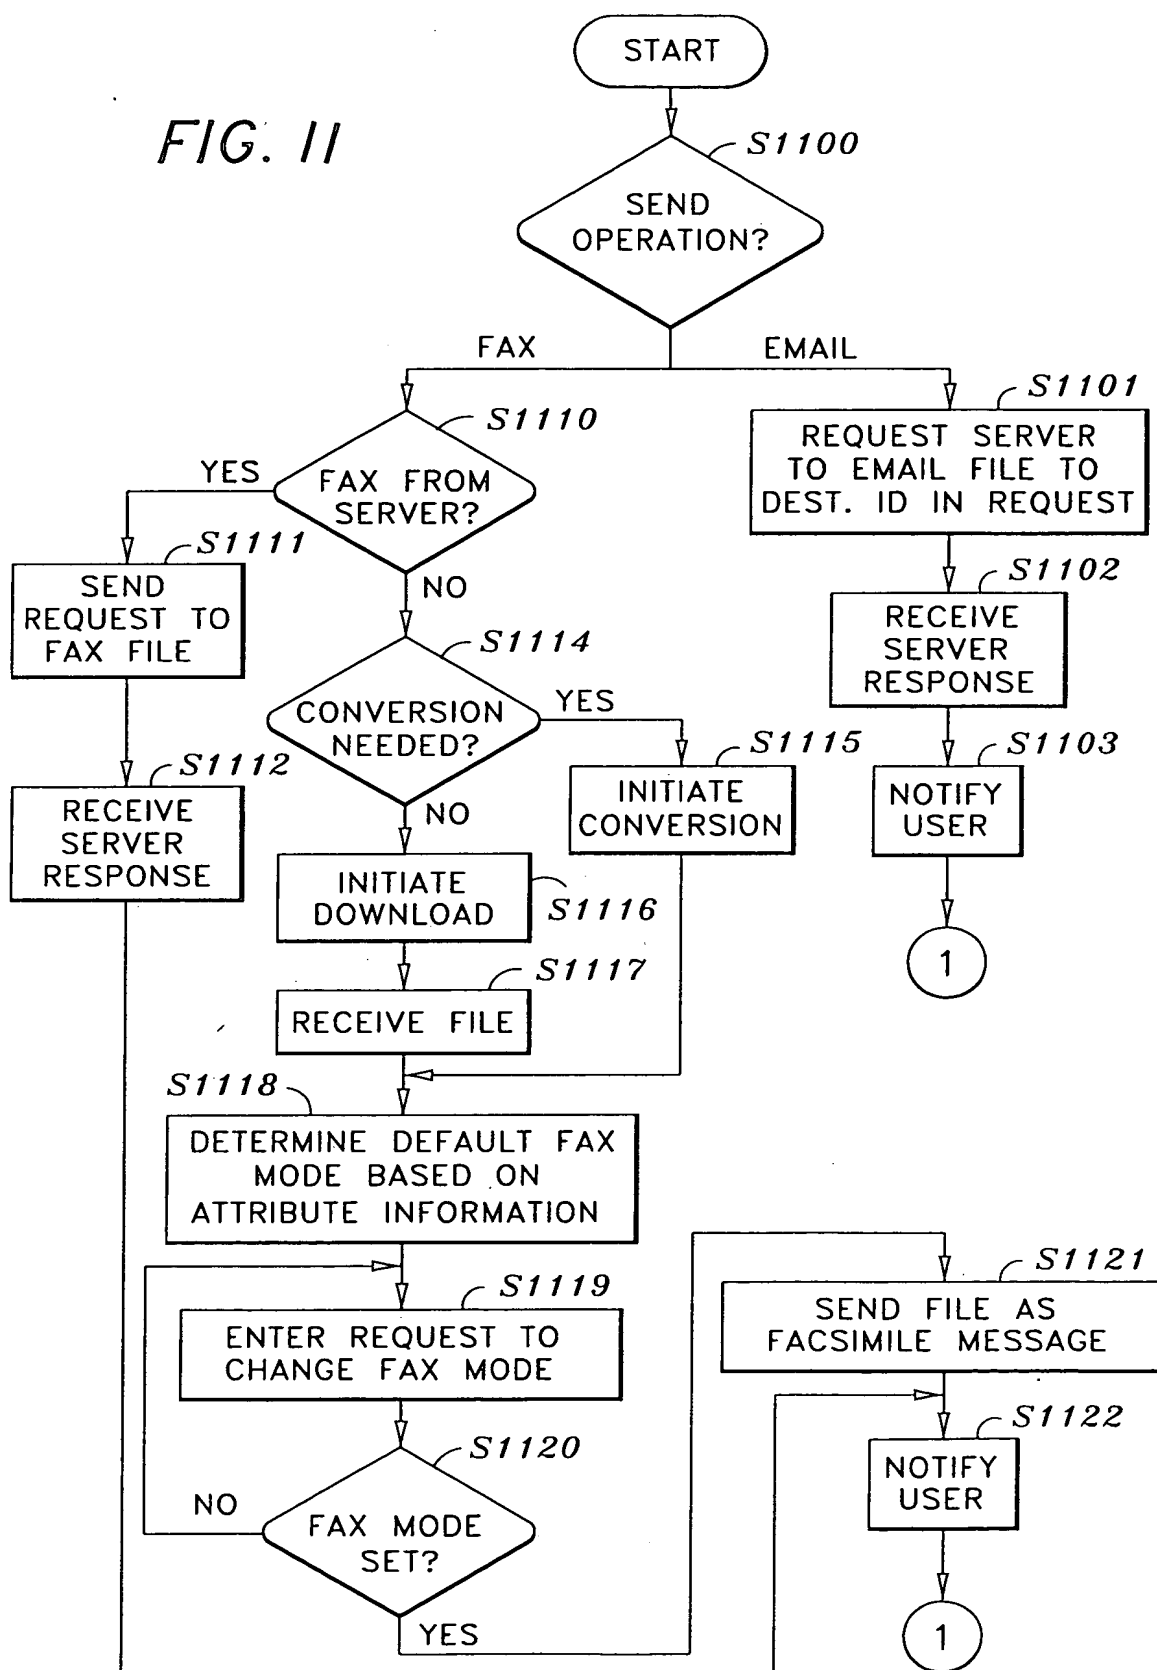 START
FIG. 11
S1100
SEND
OPERATION?
FAX
EMAIL
S1101
REQUEST SERVER
TO EMAIL FILE TO
DEST. ID IN REQUEST
S1110
YES
FAX FROM
SERVER?
S1111
SEND
REQUEST TO
FAX FILE
NO
S1102
RECEIVE
SERVER
RESPONSE
S1114
CONVERSION
NEEDED?
YES
S1115
INITIATE
CONVERSION
S1103
NOTIFY
USER
1
S1112
RECEIVE
SERVER
RESPONSE
NO
INITIATE
DOWNLOAD
S1116
S1117
RECEIVE FILE
S1118
DETERMINE DEFAULT FAX
MODE BASED ON
ATTRIBUTE INFORMATION
S1119
ENTER REQUEST TO
CHANGE FAX MODE
S1120
NO
FAX MODE
SET?
YES
S1121
SEND FILE AS
FACSIMILE MESSAGE
S1122
NOTIFY
USER
1